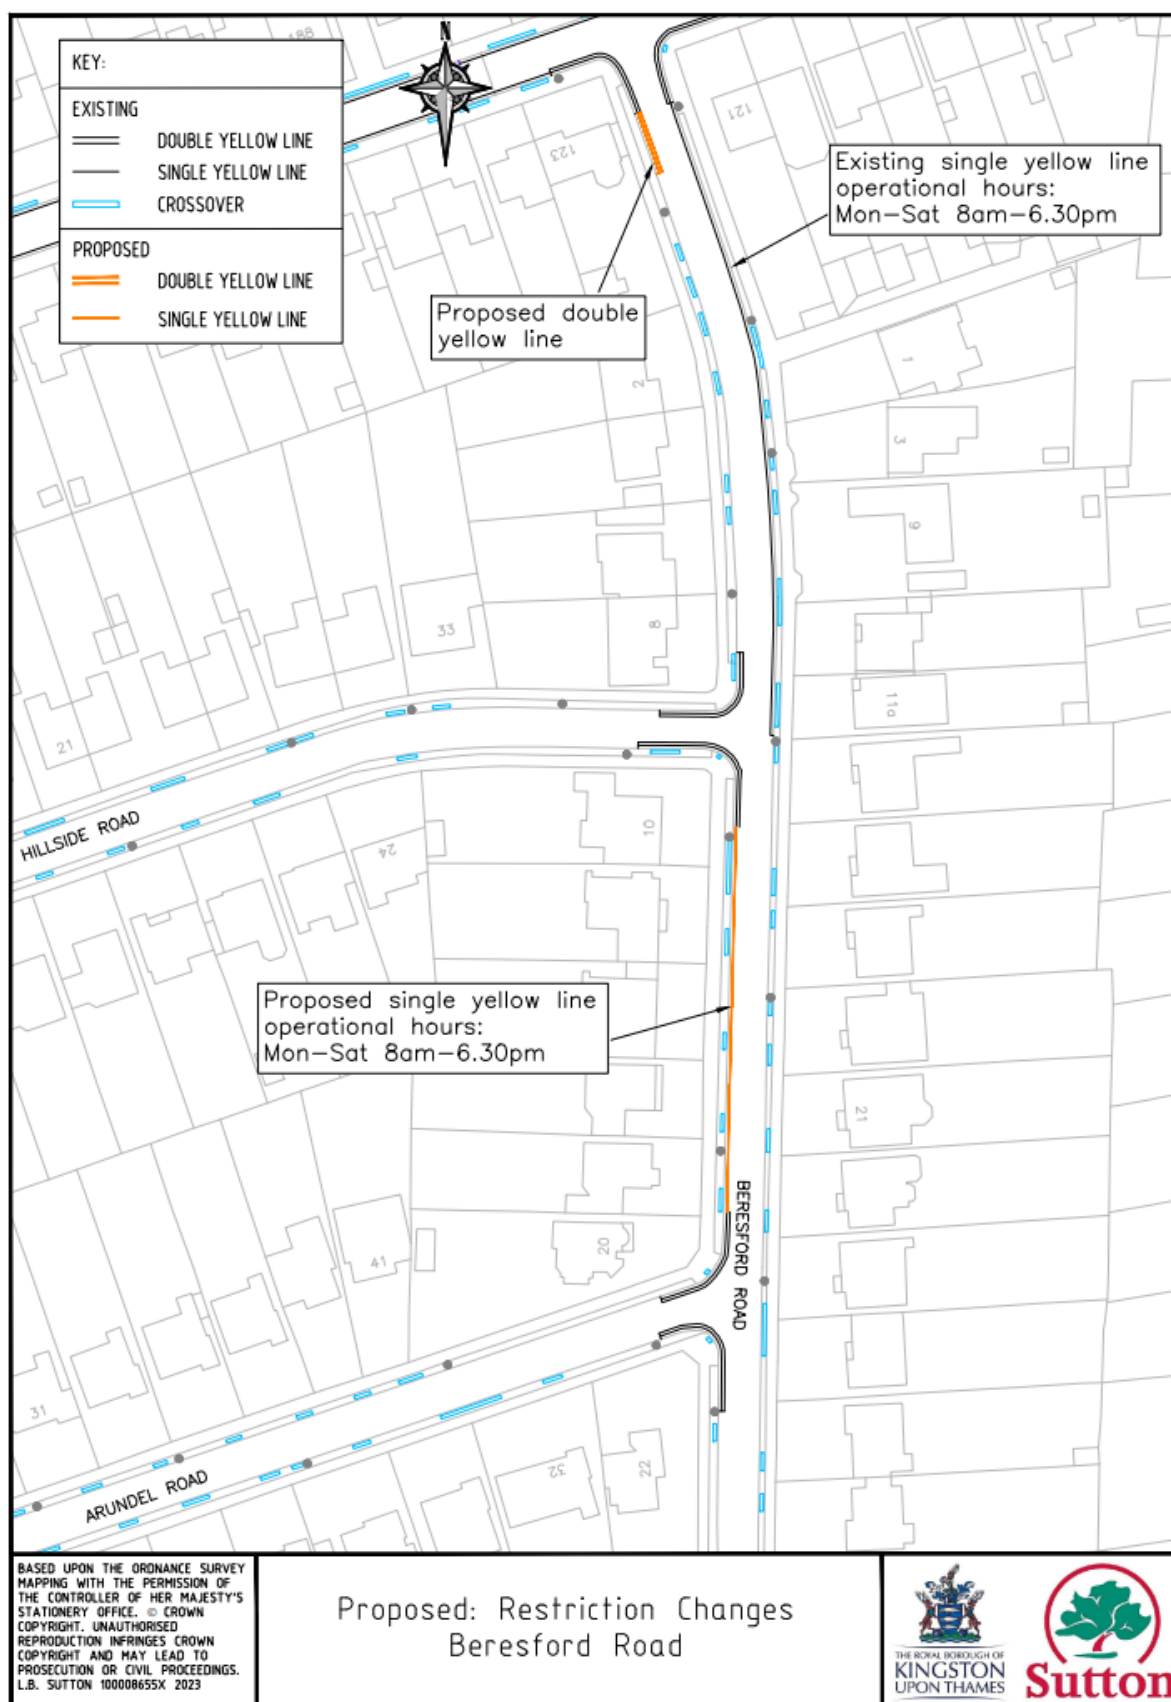 188
N
KEY:
EXISTING
DOUBLE YELLOW LINE
SINGLE YELLOW LINE
CROSSOVER
PROPOSED
DOUBLE YELLOW LINE
SINGLE YELLOW LINE
121
123
Existing single yellow line
operational hours:
Mon-Sat 8am-6.30pm
Proposed double
yellow line
1
2
3
9
33
8
11a
21
HILLSIDE ROAD
24
10
Proposed single yellow line
operational hours:
Mon-Sat 8am-6.30pm
21
BERESFORD ROAD
20
41
31
32
22
ARUNDEL ROAD
BASED UPON THE ORDNANCE SURVEY
MAPPING WITH THE PERMISSION OF
THE CONTROLLER OF HER MAJESTY'S
STATIONERY OFFICE. © CROWN
COPYRIGHT. UNAUTHORISED
REPRODUCTION INFRINGES CROWN
COPYRIGHT AND MAY LEAD TO
PROSECUTION OR CIVIL PROCEEDINGS.
L.B. SUTTON 100008655X 2023
Proposed: Restriction Changes
Beresford Road
THE ROYAL BOROUGH OF
KINGSTON
UPON THAMES
Sutton